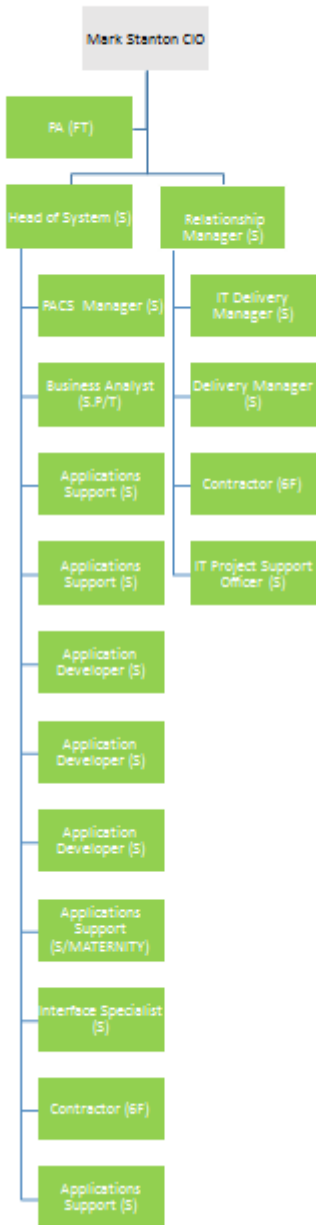 Mark Stanton CIO
PA (FT)
Head of System (S)
Relationship
Manager (S)
PACS Manager (S)
IT Delivery
Manager (S)
Business Analyst
(S.P/T)
Delivery Manager
(S)
Applications
Support (S)
Contractor (6F)
Applications
Support (S)
IT Project Support
Officer (S)
Application
Developer (S)
Application
Developer (S)
Application
Developer (S)
Applications
Support
(S/MATERNITY)
Interface Specialist
(S)
Contractor (6F)
Applications
Support (S)